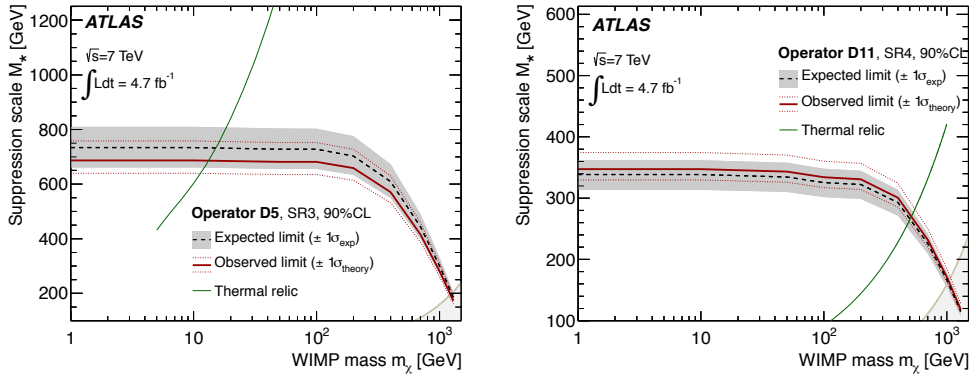 ATLAS
√s=7 TeV
∫Ldt = 4.7 fb⁻¹
Operator D5, SR3, 90%CL
Expected limit (± 1σexp)
Observed limit (± 1σtheory)
Thermal relic
Suppression scale M⋆ [GeV]
1200
1000
800
600
400
200
1
10
10²
10³
WIMP mass mχ [GeV]
ATLAS
√s=7 TeV
∫Ldt = 4.7 fb⁻¹
Operator D11, SR4, 90%CL
Expected limit (± 1σexp)
Observed limit (± 1σtheory)
Thermal relic
Suppression scale M⋆ [GeV]
600
500
400
300
200
100
1
10
10²
10³
WIMP mass mχ [GeV]